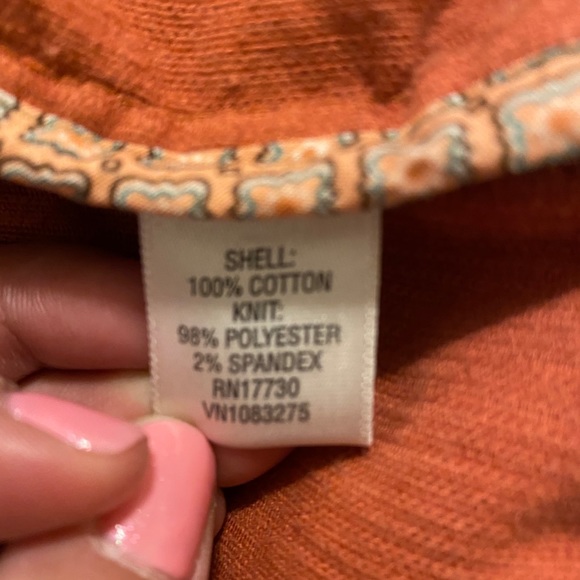 SHELL:
100% COTTON
KNIT:
98% POLYESTER
2% SPANDEX
RN17730
VN1083275